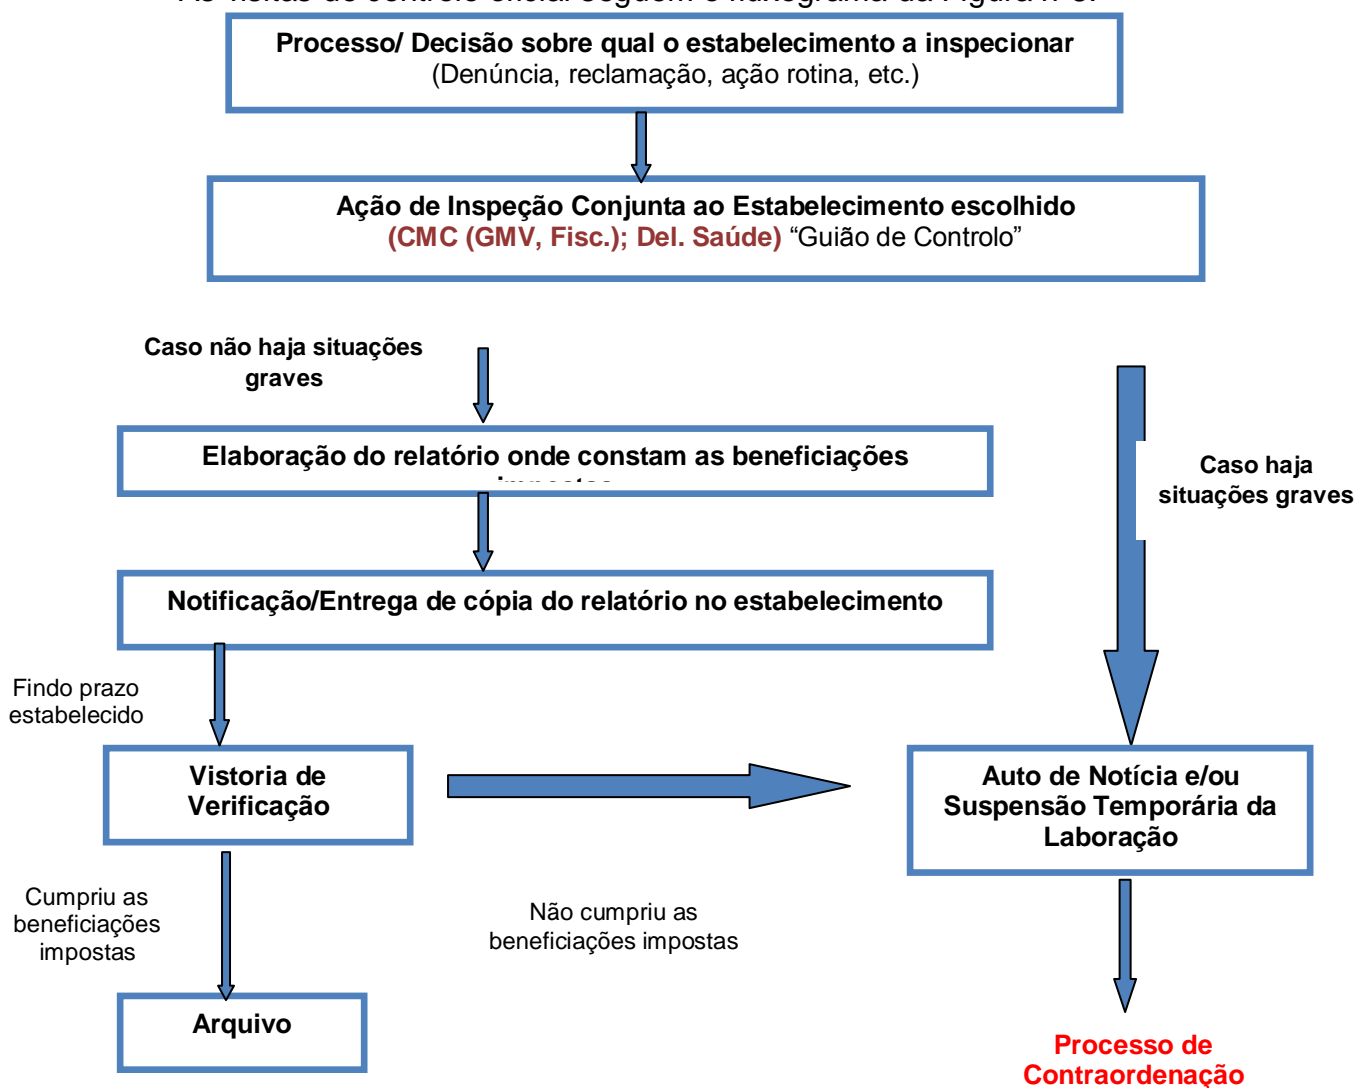 Processo/ Decisão sobre qual o estabelecimento a inspecionar
(Denúncia, reclamação, ação rotina, etc.)
Ação de Inspeção Conjunta ao Estabelecimento escolhido
(CMC (GMV, Fisc.); Del. Saúde) “Guião de Controlo”
Caso não haja situações
graves
Elaboração do relatório onde constam as beneficiações
Caso haja
situações graves
Notificação/Entrega de cópia do relatório no estabelecimento
Findo prazo
estabelecido
Vistoria de
Verificação
Auto de Notícia e/ou
Suspensão Temporária da
Laboração
Cumpriu as
beneficiações
impostas
Não cumpriu as
beneficiações impostas
Arquivo
Processo de
Contraordenação